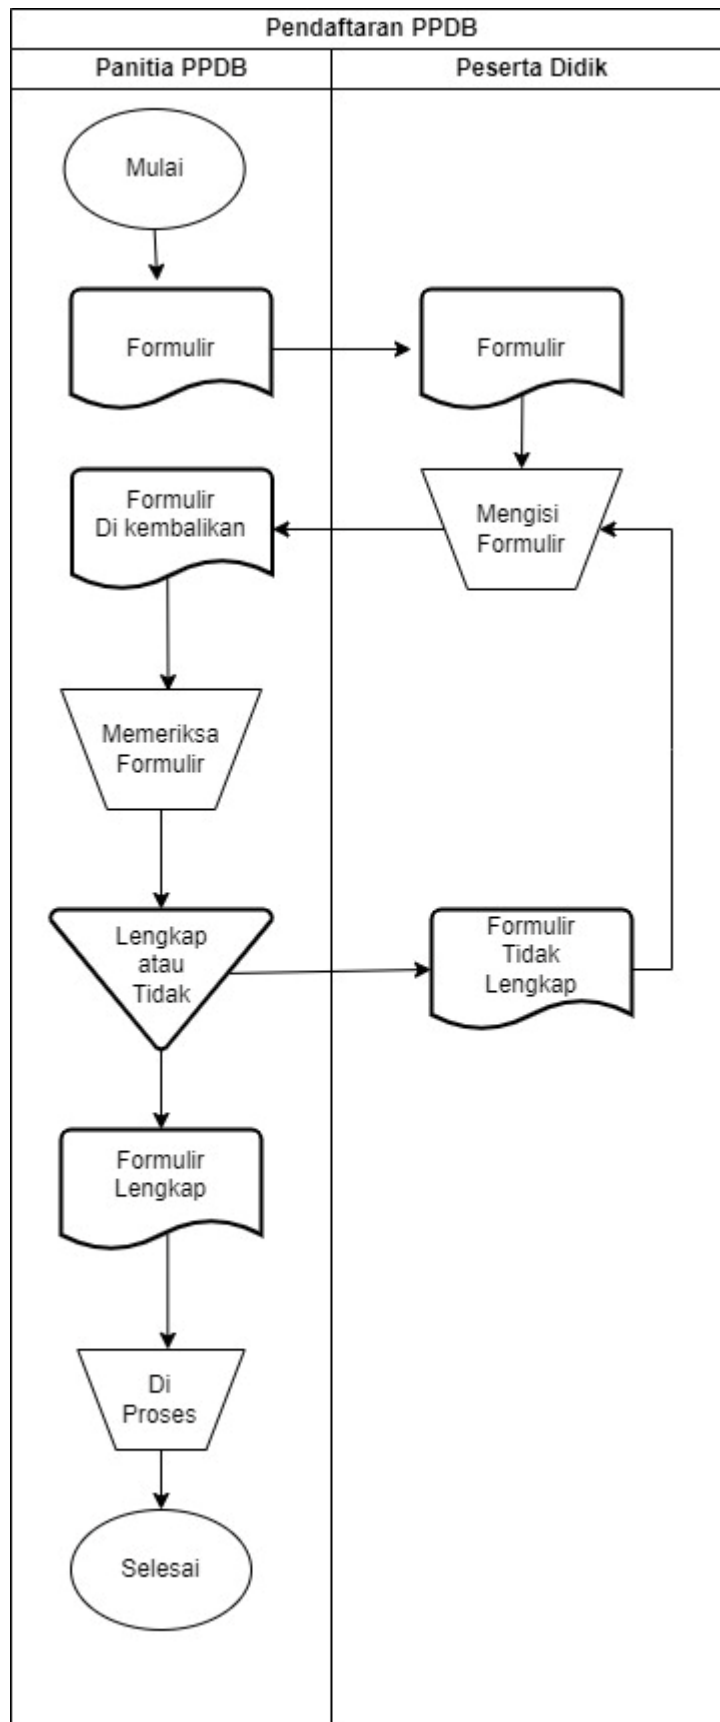 Pendaftaran PPDB
Panitia PPDB
Peserta Didik
Mulai
Formulir
Formulir
Formulir
Di kembalikan
Mengisi
Formulir
Memeriksa
Formulir
Lengkap
atau
Tidak
Formulir
Tidak
Lengkap
Formulir
Lengkap
Di
Proses
Selesai